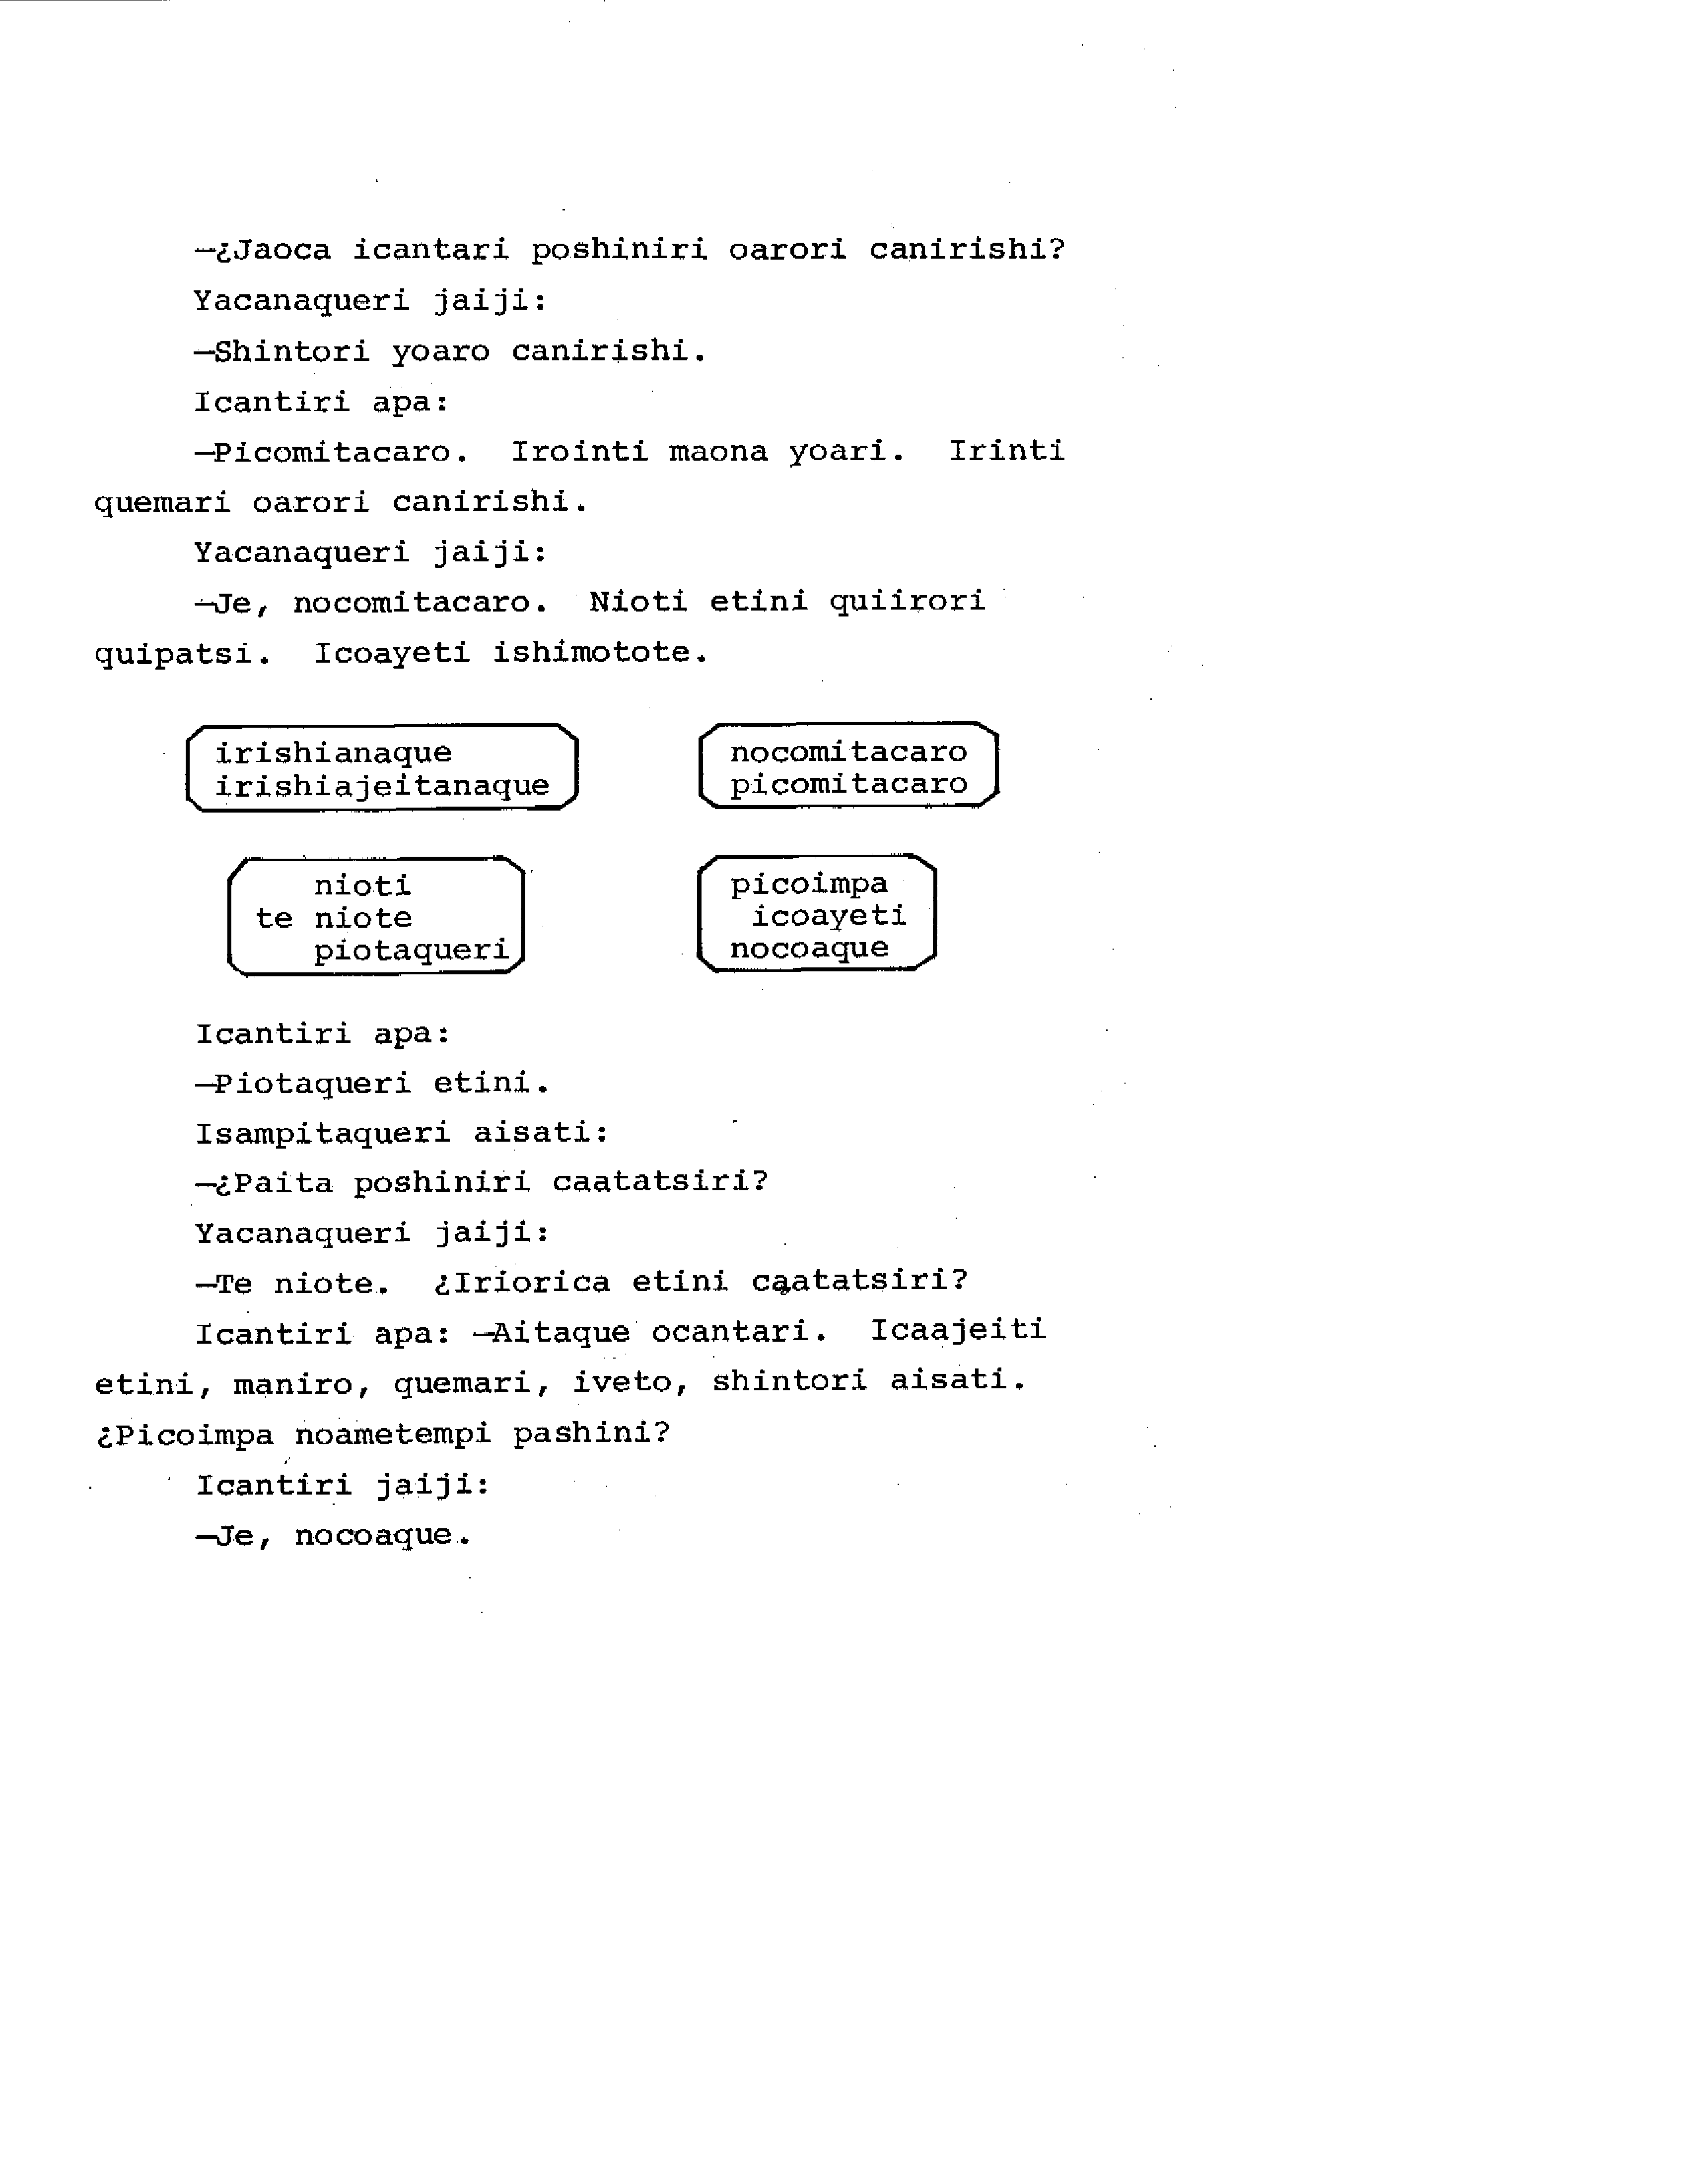 —¿Jaoca icantari poshiniri oarori canirishi?
Yacanaqueri jaiji:
—Shintori yoaro canirishi.
Icantiri apa:
—Picomitacaro. Irointi maona yoari. Irinti
quemari oarori canirishi.
Yacanaqueri jaiji:
—Je, nocomitacaro. Nioti etini quiirori
quipatsi. Icoayeti ishimotote.
irishianaque
irishiajeitanaque
nocomitacaro
picomitacaro
nioti
te niote
piotaqueri
picoimpa
icoayeti
nocoaque
Icantiri apa:
—Piotaqueri etini.
Isampitaqueri aisati:
—¿Paita poshiniri caatatsiri?
Yacanaqueri jaiji:
—Te niote. ¿Iriorica etini caatatsiri?
Icantiri apa: —Aitaque ocantari. Icaajeiti
etini, maniro, quemari, iveto, shintori aisati.
¿Picoimpa noametempi pashini?
Icantiri jaiji:
—Je, nocoaque.